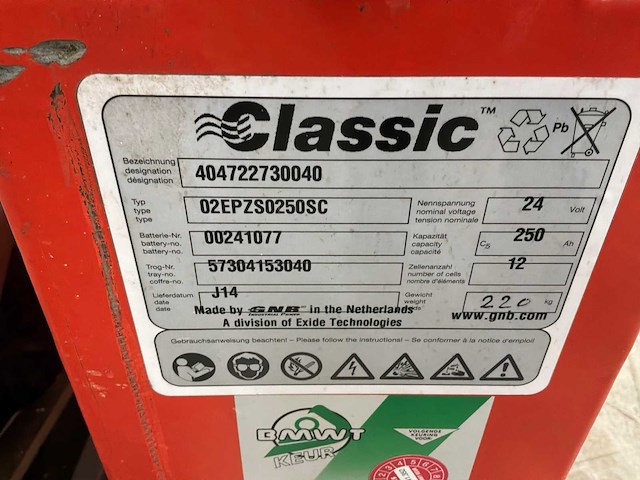 Classic™
Pb
Bezeichnung
designation
désignation
404722730040
Typ
type
type
02EPZS0250SC
Nennspannung
nominal voltage
tension nominale
24 Volt
Batterie-Nr.
battery-no.
battery-no.
00241077
Kapazität
capacity
capacite
C5 250 Ah
Trog-Nr.
tray-no.
coffre-no.
57304153040
Zellenanzahl
number of cells
nombre d'éléments
12
Lieferdatum
date
date
J14
Gewicht
weight
220 kg
Made by GNB in the Netherlands
INDUSTRIAL POWER
A division of Exide Technologies
www.gnb.com
Gebrauchsanweisung beachten! – Please follow the instructions! – Se conformer à la notice d'emploi!
BMWT
KEUR
VOLGENDE
KEURING
VOOR: